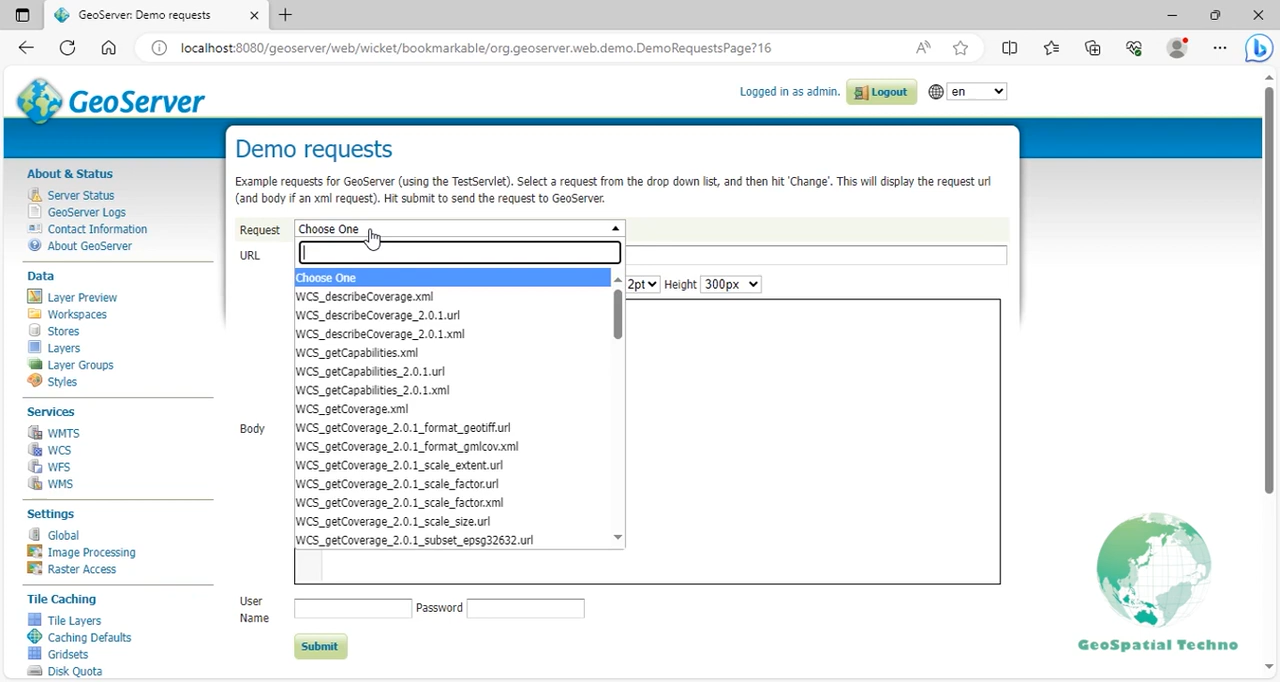 GeoServer: Demo requests
localhost:8080/geoserver/web/wicket/bookmarkable/org.geoserver.web.demo.DemoRequestsPage?16
GeoServer
Logged in as admin.
Logout
en
About & Status
Server Status
GeoServer Logs
Contact Information
About GeoServer
Data
Layer Preview
Workspaces
Stores
Layers
Layer Groups
Styles
Services
WMTS
WCS
WFS
WMS
Settings
Global
Image Processing
Raster Access
Tile Caching
Tile Layers
Caching Defaults
Gridsets
Disk Quota
Demo requests
Example requests for GeoServer (using the TestServlet). Select a request from the drop down list, and then hit 'Change'. This will display the request url
(and body if an xml request). Hit submit to send the request to GeoServer.
Request
Choose One
URL
Choose One
WCS_describeCoverage.xml
WCS_describeCoverage_2.0.1.url
WCS_describeCoverage_2.0.1.xml
WCS_getCapabilities.xml
WCS_getCapabilities_2.0.1.url
WCS_getCapabilities_2.0.1.xml
WCS_getCoverage.xml
WCS_getCoverage_2.0.1_format_geotiff.url
WCS_getCoverage_2.0.1_format_gmlcov.xml
WCS_getCoverage_2.0.1_scale_extent.url
WCS_getCoverage_2.0.1_scale_factor.url
WCS_getCoverage_2.0.1_scale_factor.xml
WCS_getCoverage_2.0.1_scale_size.url
WCS_getCoverage_2.0.1_subset_epsg32632.url
2pt Height 300px
Body
User Name
Password
Submit
GeoSpatial Techno